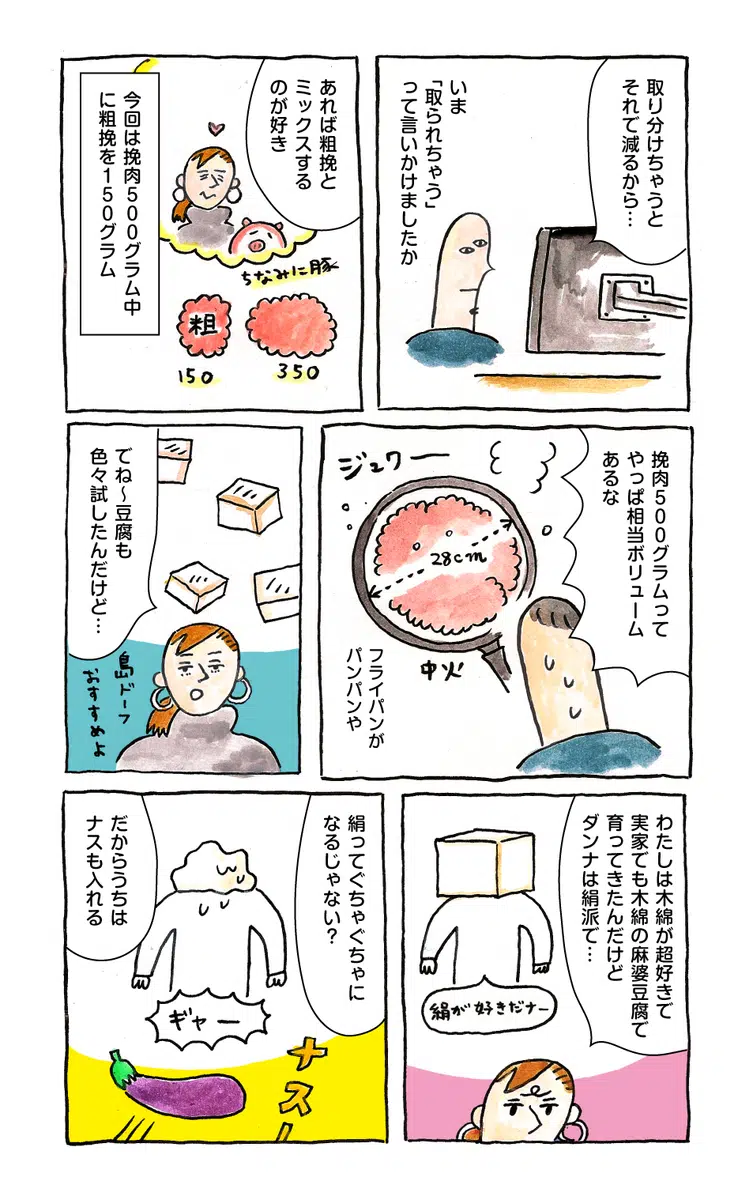 取り分けちゃうと
それで減るから…
いま
「取られちゃう」
って言いかけましたか
あれば粗挽と
ミックスする
のが好き
ちなみに豚
粗
150
350
今回は挽肉500グラム中
に粗挽を150グラム
挽肉500グラムって
やっぱ相当ボリューム
あるな
ジュワー
28cm
中火
フライパンが
パンパンや
でね〜豆腐も
色々試したんだけど…
島ドーフ
おすすめよ
わたしは木綿が超好きで
実家でも木綿の麻婆豆腐で
育ってきたんだけど
ダンナは絹派で…
絹が好きだナー
絹ってぐちゃぐちゃに
なるじゃない?
ギャー
だからうちは
ナスも入れる
ナスー